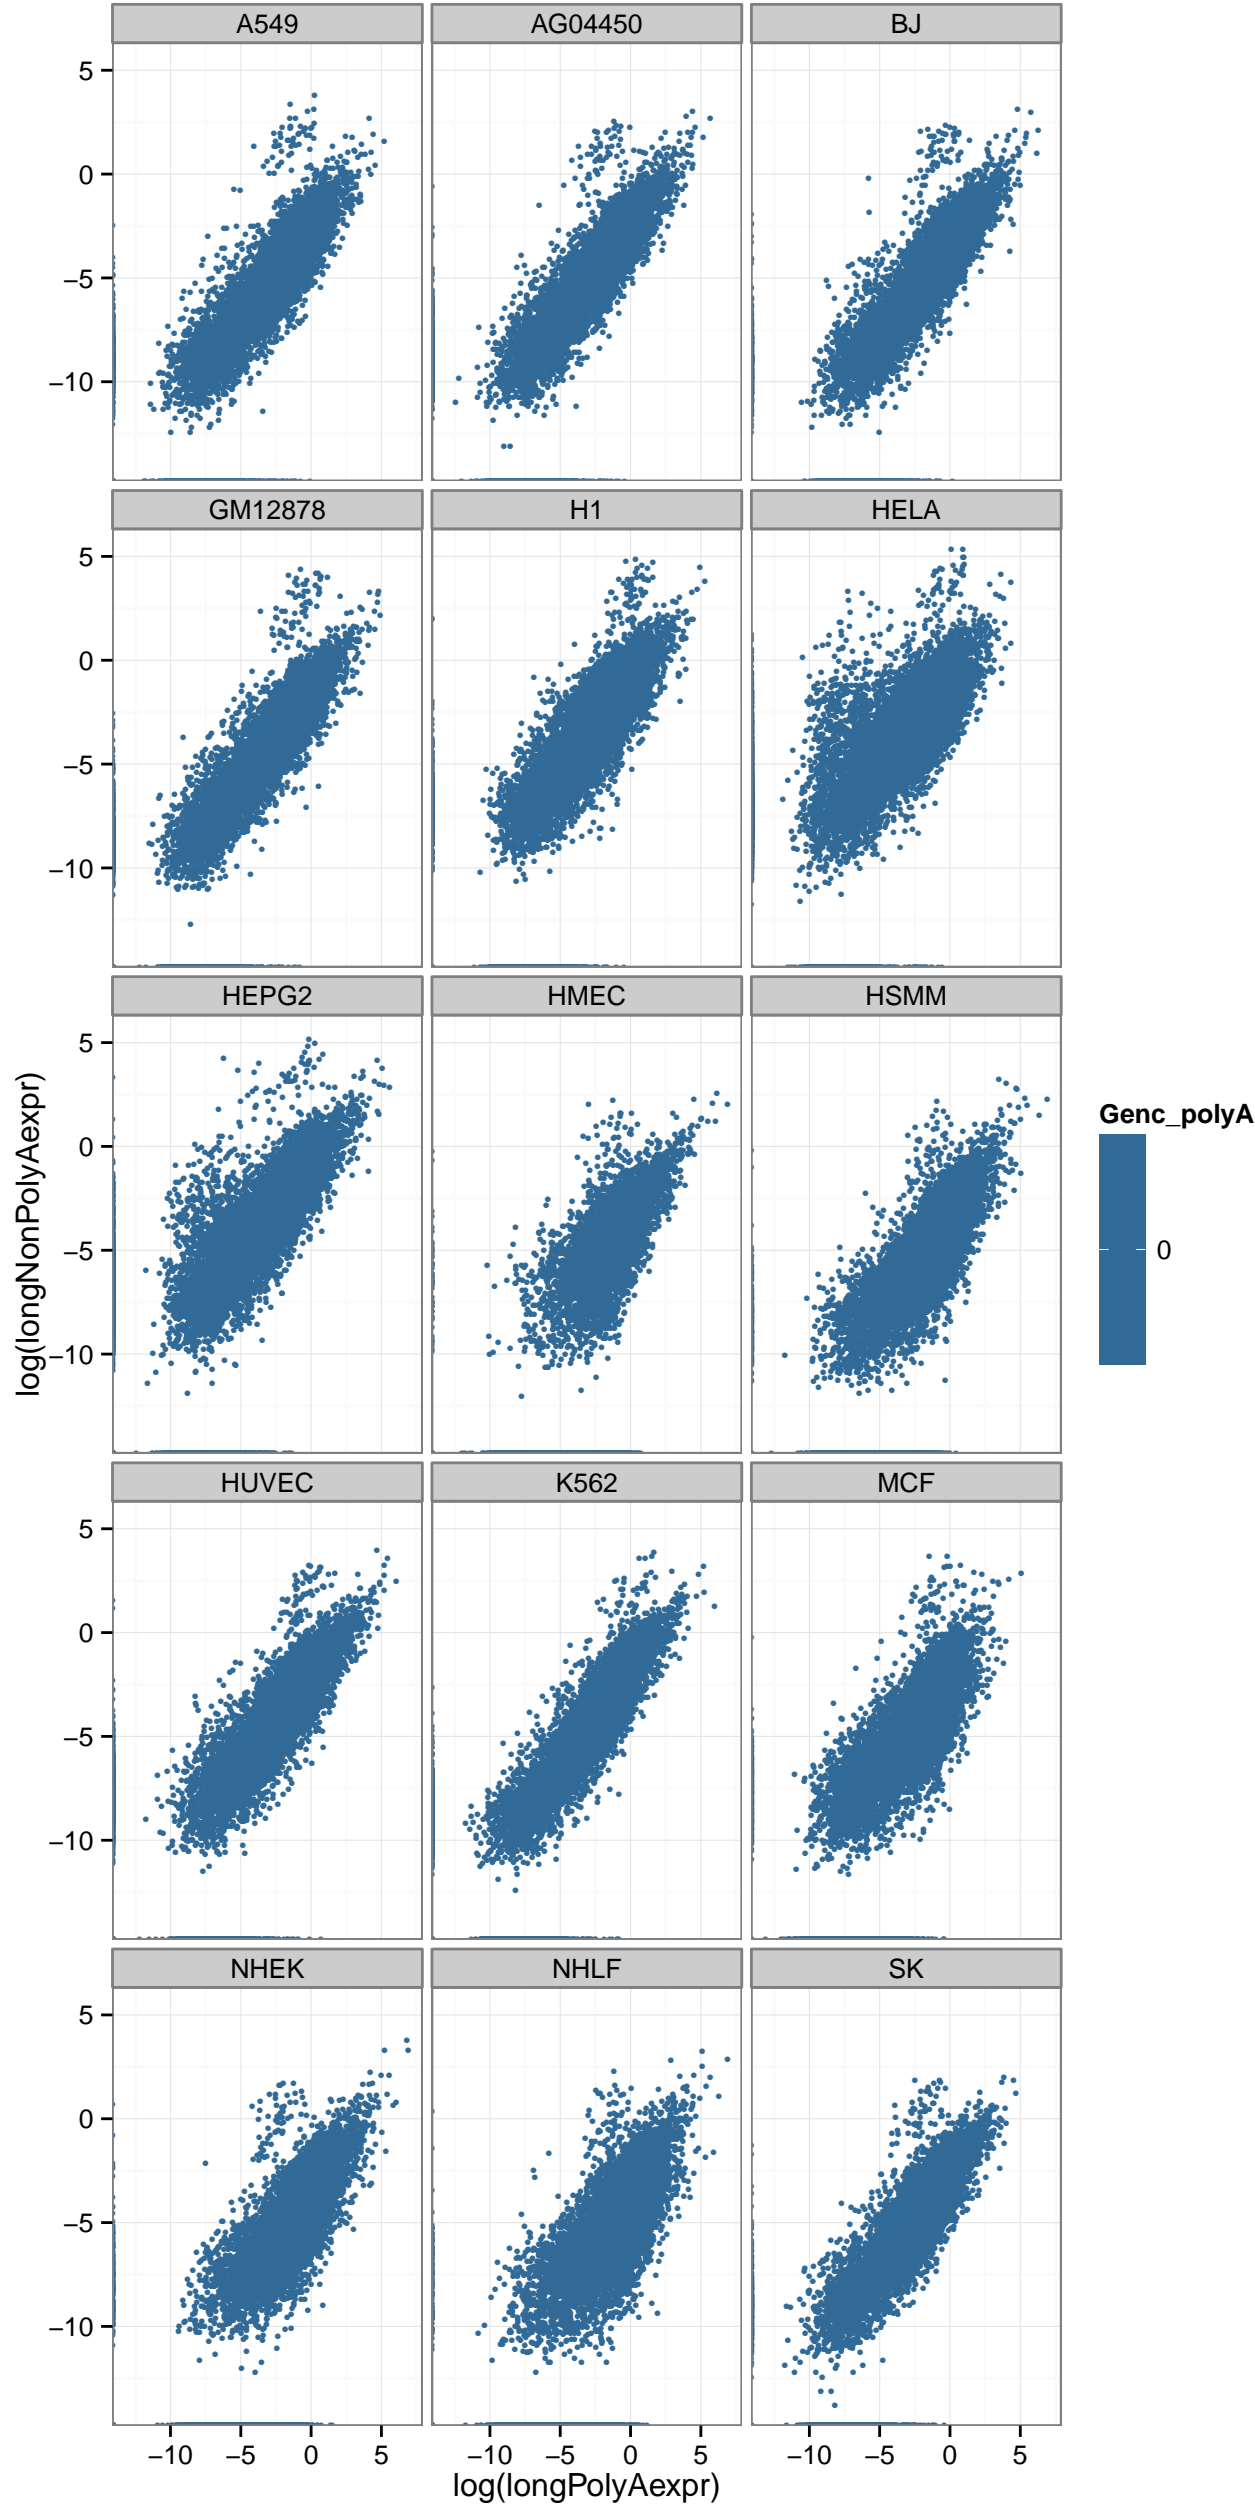 A549 AG04450 BJ
5
0
−5
−10
GM12878 H1 HELA
5
0
−5
−10
HEPG2 HMEC HSMM
5
0
−5
−10
HUVEC K562 MCF
5
0
−5
−10
NHEK NHLF SK
5
0
−5
−10
−10 −5 0 5 −10 −5 0 5 −10 −5 0 5
log(longPolyAexpr)
log(longNonPolyAexpr)
Genc_polyA
0